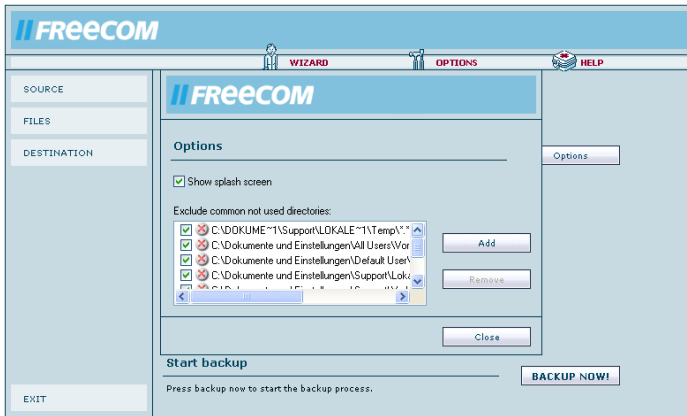 FREECOM
WIZARD
OPTIONS
HELP
SOURCE
FILES
DESTINATION
EXIT
FREECOM
Options
Show splash screen
Exclude common not used directories:
C:\DOKUME~1\Support\LOKALE~1\Temp\*.*
C:\Dokumente und Einstellungen\All Users\Vor
C:\Dokumente und Einstellungen\Default User\
C:\Dokumente und Einstellungen\Support\Loka
Add
Remove
Close
Options
Start backup
Press backup now to start the backup process.
BACKUP NOW!